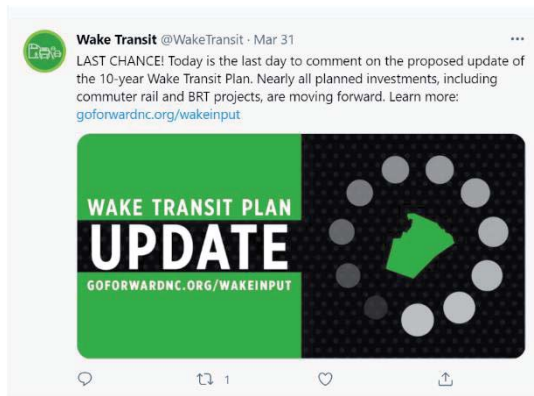 Wake Transit @WakeTransit · Mar 31
LAST CHANCE! Today is the last day to comment on the proposed update of
the 10-year Wake Transit Plan. Nearly all planned investments, including
commuter rail and BRT projects, are moving forward. Learn more:
goforwardnc.org/wakeinput
WAKE TRANSIT PLAN
UPDATE
GOFORWARDNC.ORG/WAKEINPUT
1